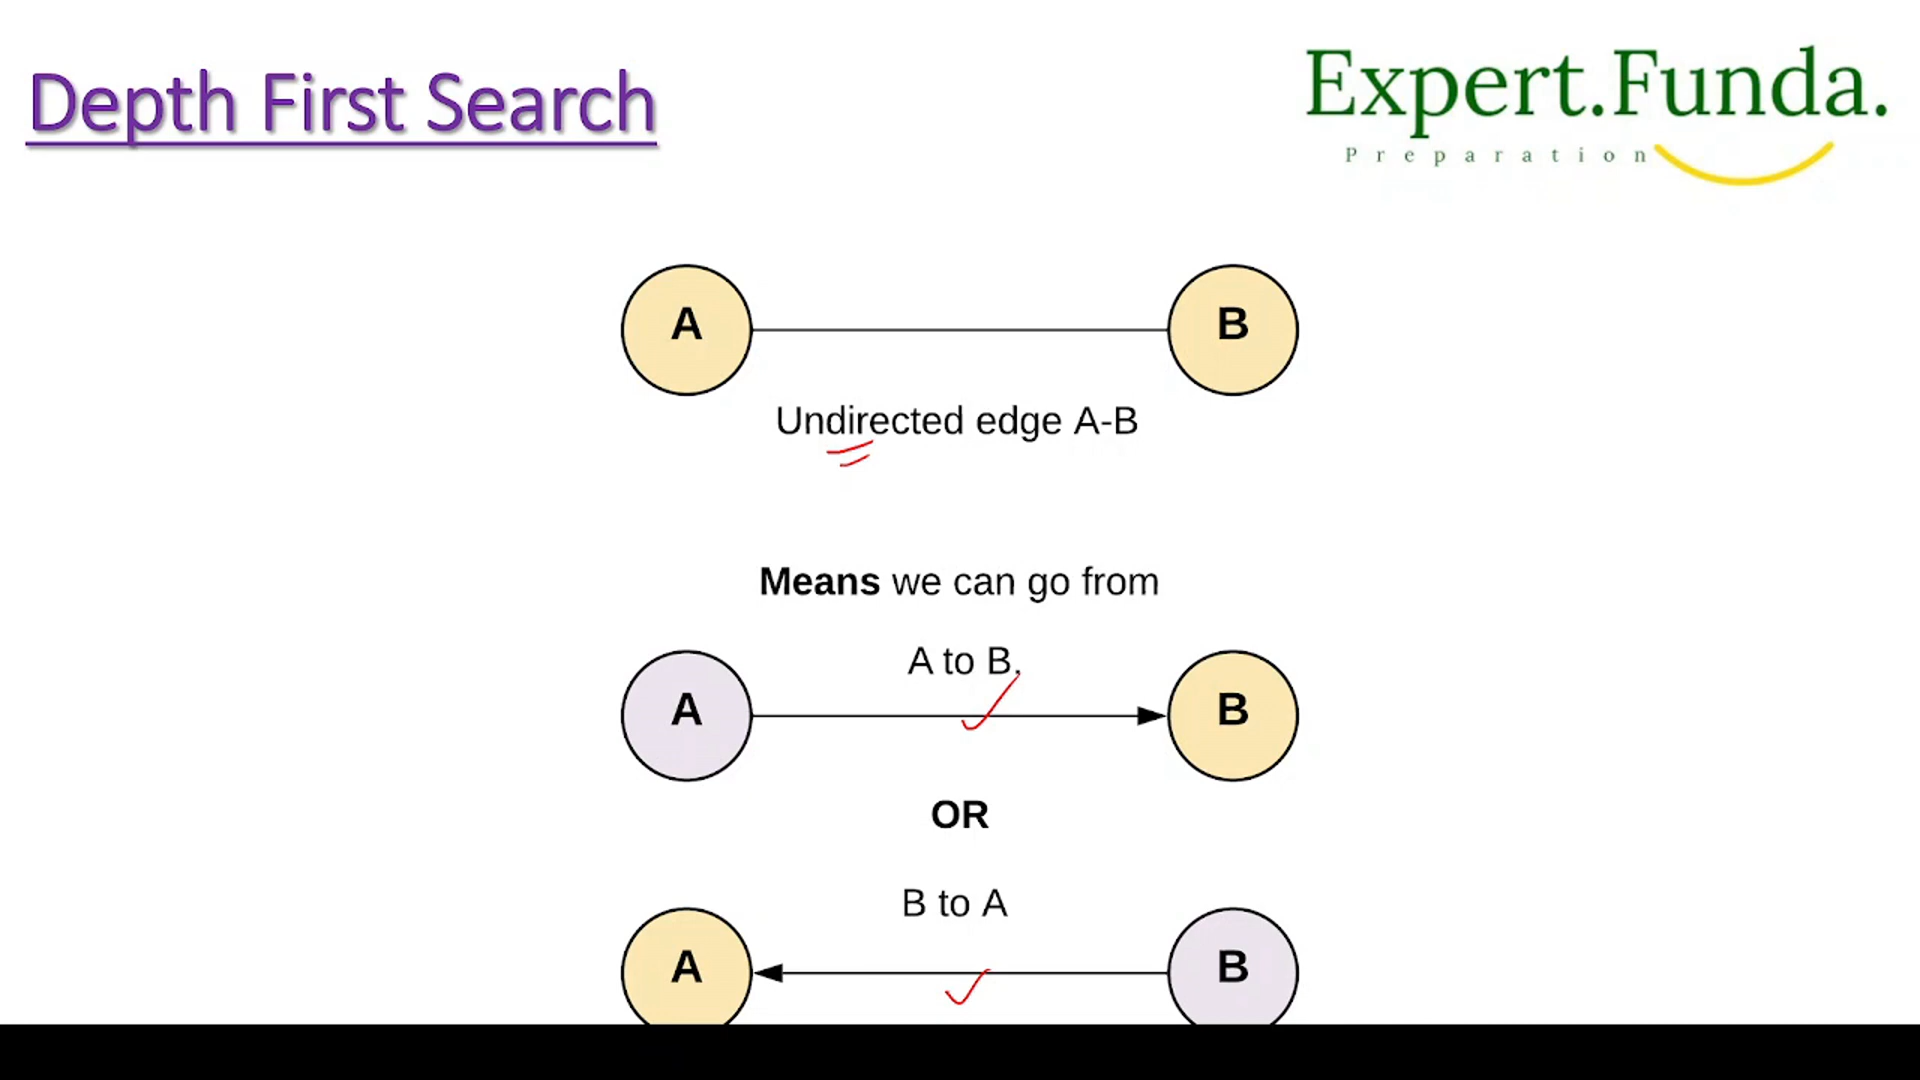 Depth First Search
Expert.Funda.
Preparation
A
B
Undirected edge A-B
Means we can go from
A to B.
A
B
OR
B to A
A
B